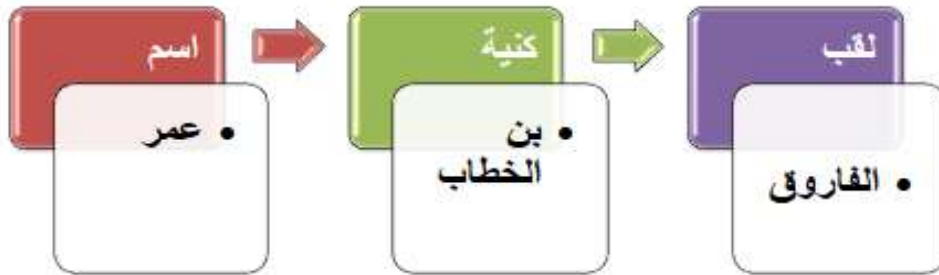 اسم
• عمر
كنية
• بن
الخطاب
لقب
• الفاروق